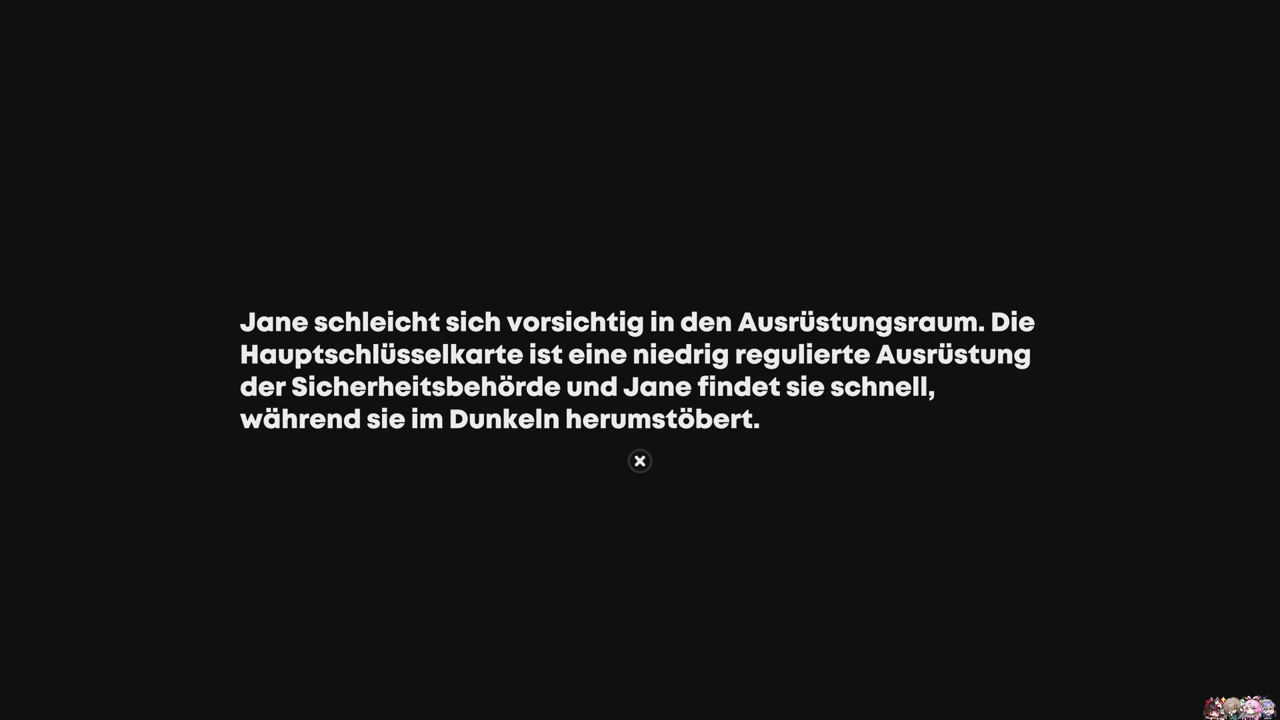 Jane schleicht sich vorsichtig in den Ausrüstungsraum. Die
Hauptschlüsselkarte ist eine niedrig regulierte Ausrüstung
der Sicherheitsbehörde und Jane findet sie schnell,
während sie im Dunkeln herumstöbert.